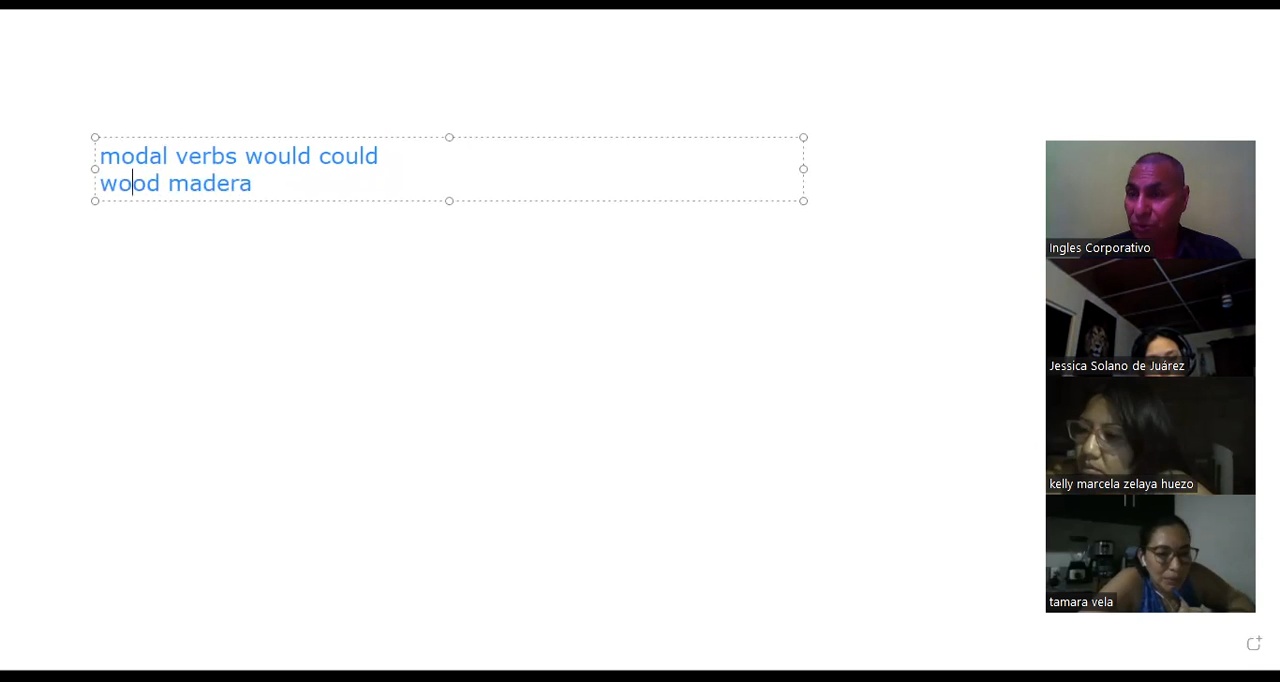 modal verbs would could
wood madera
Ingles Corporativo
Jessica Solano de Juárez
kelly marcela zelaya huezo
tamara vela